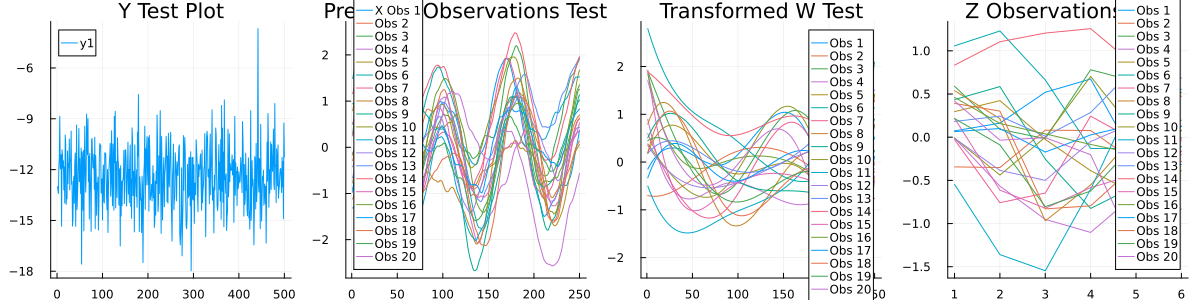 Y Test Plot
y1
−6
−9
−12
−15
−18
0 100 200 300 400 500
Pre Observations Test
X Obs 1
Obs 2
Obs 3
Obs 4
Obs 5
Obs 6
Obs 7
Obs 8
Obs 9
Obs 10
Obs 11
Obs 12
Obs 13
Obs 14
Obs 15
Obs 16
Obs 17
Obs 18
Obs 19
Obs 20
2
1
0
−1
−2
0 50 100 150 200 250
Transformed W Test
Obs 1
Obs 2
Obs 3
Obs 4
Obs 5
Obs 6
Obs 7
Obs 8
Obs 9
Obs 10
Obs 11
Obs 12
Obs 13
Obs 14
Obs 15
Obs 16
Obs 17
Obs 18
Obs 19
Obs 20
2
1
0
−1
−2
0 50 100 150 50
Z Observations
Obs 1
Obs 2
Obs 3
Obs 4
Obs 5
Obs 6
Obs 7
Obs 8
Obs 9
Obs 10
Obs 11
Obs 12
Obs 13
Obs 14
Obs 15
Obs 16
Obs 17
Obs 18
Obs 19
Obs 20
1.0
0.5
0.0
−0.5
−1.0
−1.5
1 2 3 4 5 6